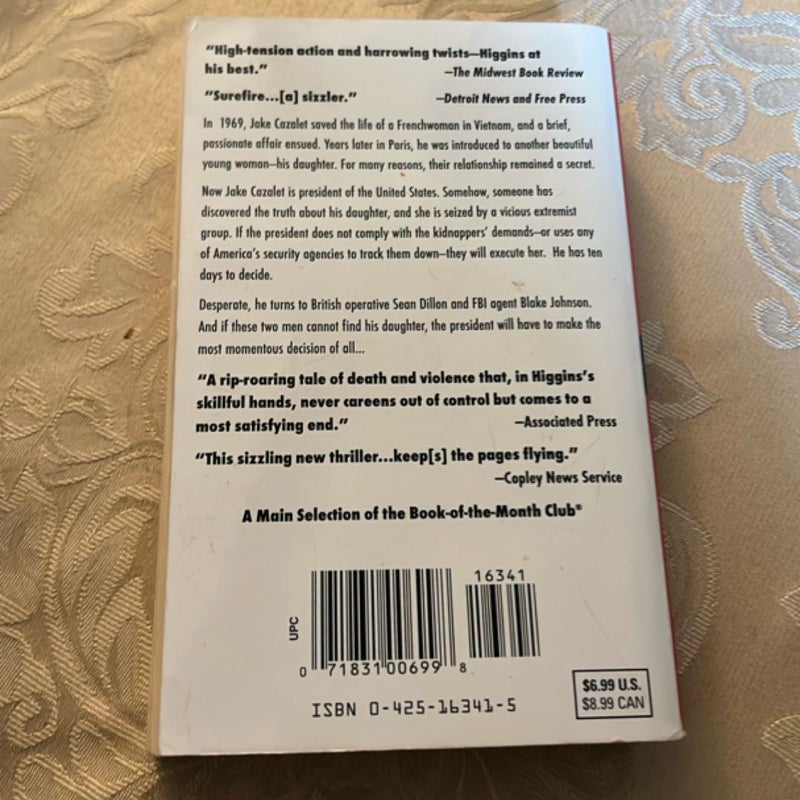 "High-tension action and harrowing twists—Higgins at
his best." —The Midwest Book Review
"Surefire...[a] sizzler." —Detroit News and Free Press
In 1969, Jake Cazalet saved the life of a Frenchwoman in Vietnam, and a brief,
passionate affair ensued. Years later in Paris, he was introduced to another beautiful
young woman—his daughter. For many reasons, their relationship remained a secret.
Now Jake Cazalet is president of the United States. Somehow, someone has
discovered the truth about his daughter, and she is seized by a vicious extremist
group. If the president does not comply with the kidnappers' demands—or uses any
of America's security agencies to track them down—they will execute her. He has ten
days to decide.
Desperate, he turns to British operative Sean Dillon and FBI agent Blake Johnson.
And if these two men cannot find his daughter, the president will have to make the
most momentous decision of all...
"A rip-roaring tale of death and violence that, in Higgins's
skillful hands, never careens out of control but comes to a
most satisfying end." —Associated Press
"This sizzling new thriller...keep[s] the pages flying."
—Copley News Service
A Main Selection of the Book-of-the-Month Club®
16341
UPC
0 71831 00699 8
ISBN 0-425-16341-5
$6.99 U.S.
$8.99 CAN